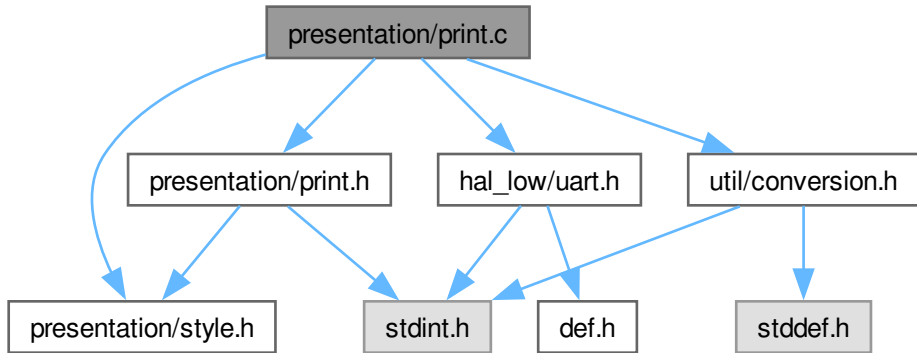 presentation/print.c
presentation/print.h
hal_low/uart.h
util/conversion.h
presentation/style.h
stdint.h
def.h
stddef.h